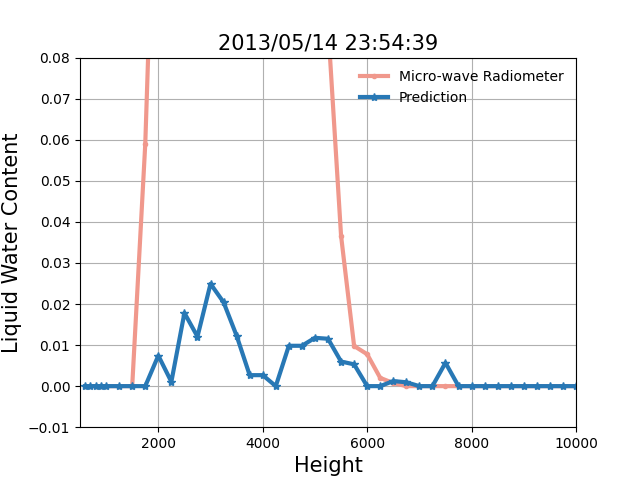 2013/05/14 23:54:39
Liquid Water Content
0.08
0.07
0.06
0.05
0.04
0.03
0.02
0.01
0.00
−0.01
Micro-wave Radiometer
Prediction
2000 4000 6000 8000 10000
Height